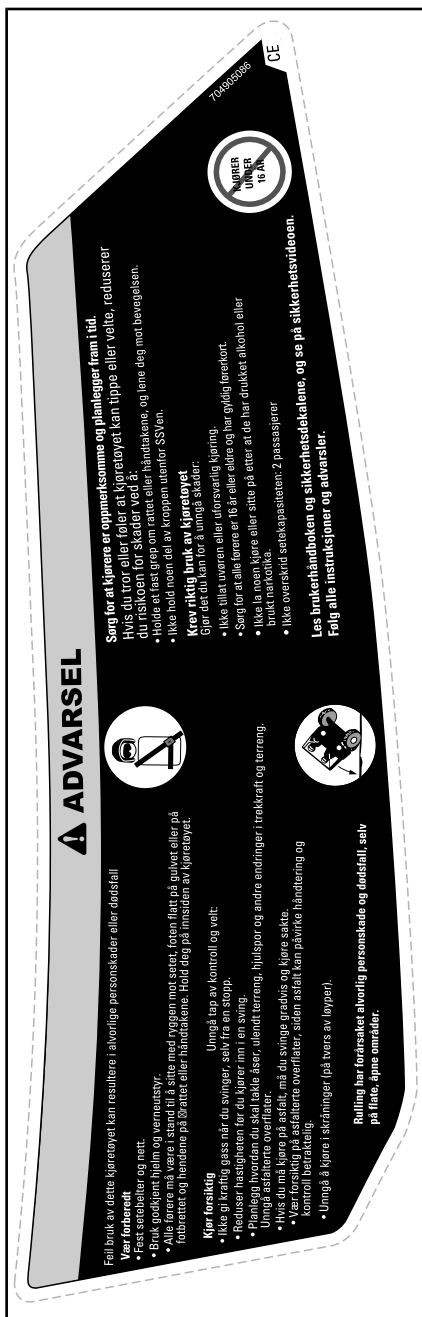 ADVARSEL
Feil bruk av dette kjøretøyet kan resultere i alvorlige personskader eller dødsfall
Vær forberedt
• Fest setebelter og nett.
• Bruk godkjent hjelm og verneutstyr.
• Alle førere må være i stand til å sitte med ryggen mot setet, foten flatt på gulvet eller på
fotbrettet og hendene på rattet eller håndtakene. Hold deg på innsiden av kjøretøyet.
Kjør forsiktig
Unngå tap av kontroll og velt:
• Ikke gi kraftig gass når du svinger, selv fra en stopp.
• Reduser hastigheten før du kjører inn i en sving.
• Planlegg hvordan du skal takle åser, ulendt terreng, hjulspor og andre endringer i trekkraft og terreng.
Unngå asfalterte overflater.
• Hvis du må kjøre på asfalt, må du svinge gradvis og kjøre sakte.
• Vær forsiktig på asfalterte overflater, siden asfalt kan påvirke håndtering og
kontroll betraktelig.
• Unngå å kjøre i skråninger (på tvers av løyper).
Rulling har forårsaket alvorlig personskade og dødsfall, selv
på flate, åpne områder.
Sørg for at kjørere er oppmerksomme og planlegger fram i tid.
Hvis du tror eller føler at kjøretøyet kan tippe eller velte, reduserer
du risikoen for skader ved å:
• Holde et fast grep om rattet eller håndtakene, og lene deg mot bevegelsen.
• Ikke hold noen del av kroppen utenfor SSVen.
Krev riktig bruk av kjøretøyet
Gjør det du kan for å unngå skader:
• Ikke tillat uvøren eller uforsvarlig kjøring.
• Sørg for at alle førere er 16 år eller eldre og har gyldig førerkort.
• Ikke la noen kjøre eller sitte på etter at de har drukket alkohol eller
brukt narkotika.
• Ikke overskrid setekapasiteten: 2 passasjerer
Les brukerhåndboken og sikkerhetsdekalene, og se på sikkerhetsvideoen.
Følg alle instruksjoner og advarsler.
KJØRER
UNDER
16 ÅR
704905086
CE